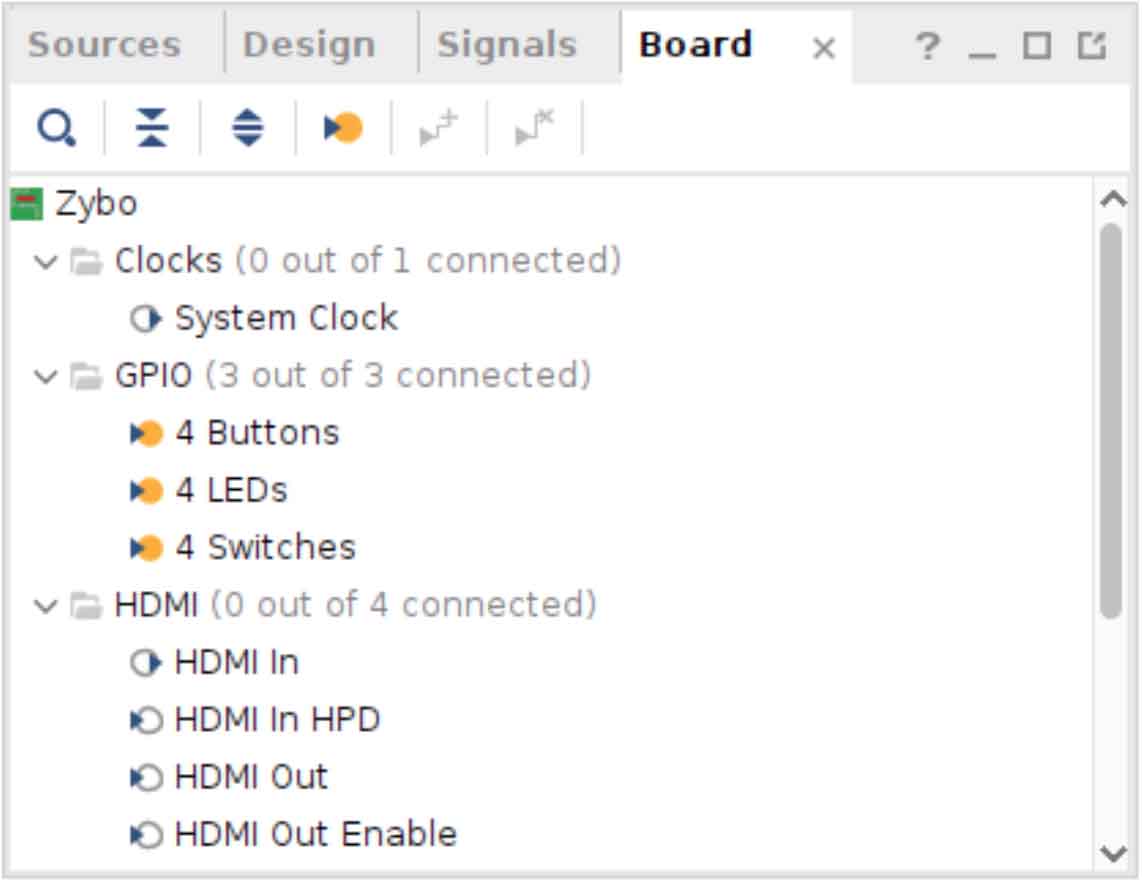 Sources Design Signals Board × ?
Zybo
Clocks (0 out of 1 connected)
System Clock
GPIO (3 out of 3 connected)
4 Buttons
4 LEDs
4 Switches
HDMI (0 out of 4 connected)
HDMI In
HDMI In HPD
HDMI Out
HDMI Out Enable